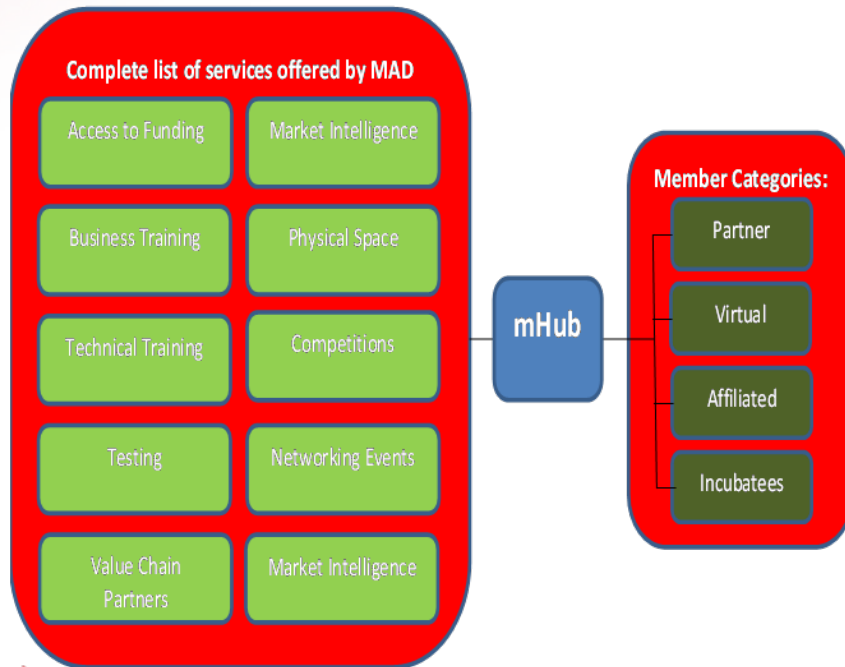 Complete list of services offered by MAD
Access to Funding
Market Intelligence
Business Training
Physical Space
Technical Training
Competitions
Testing
Networking Events
Value Chain
Partners
Market Intelligence
mHub
Member Categories:
Partner
Virtual
Affiliated
Incubatees